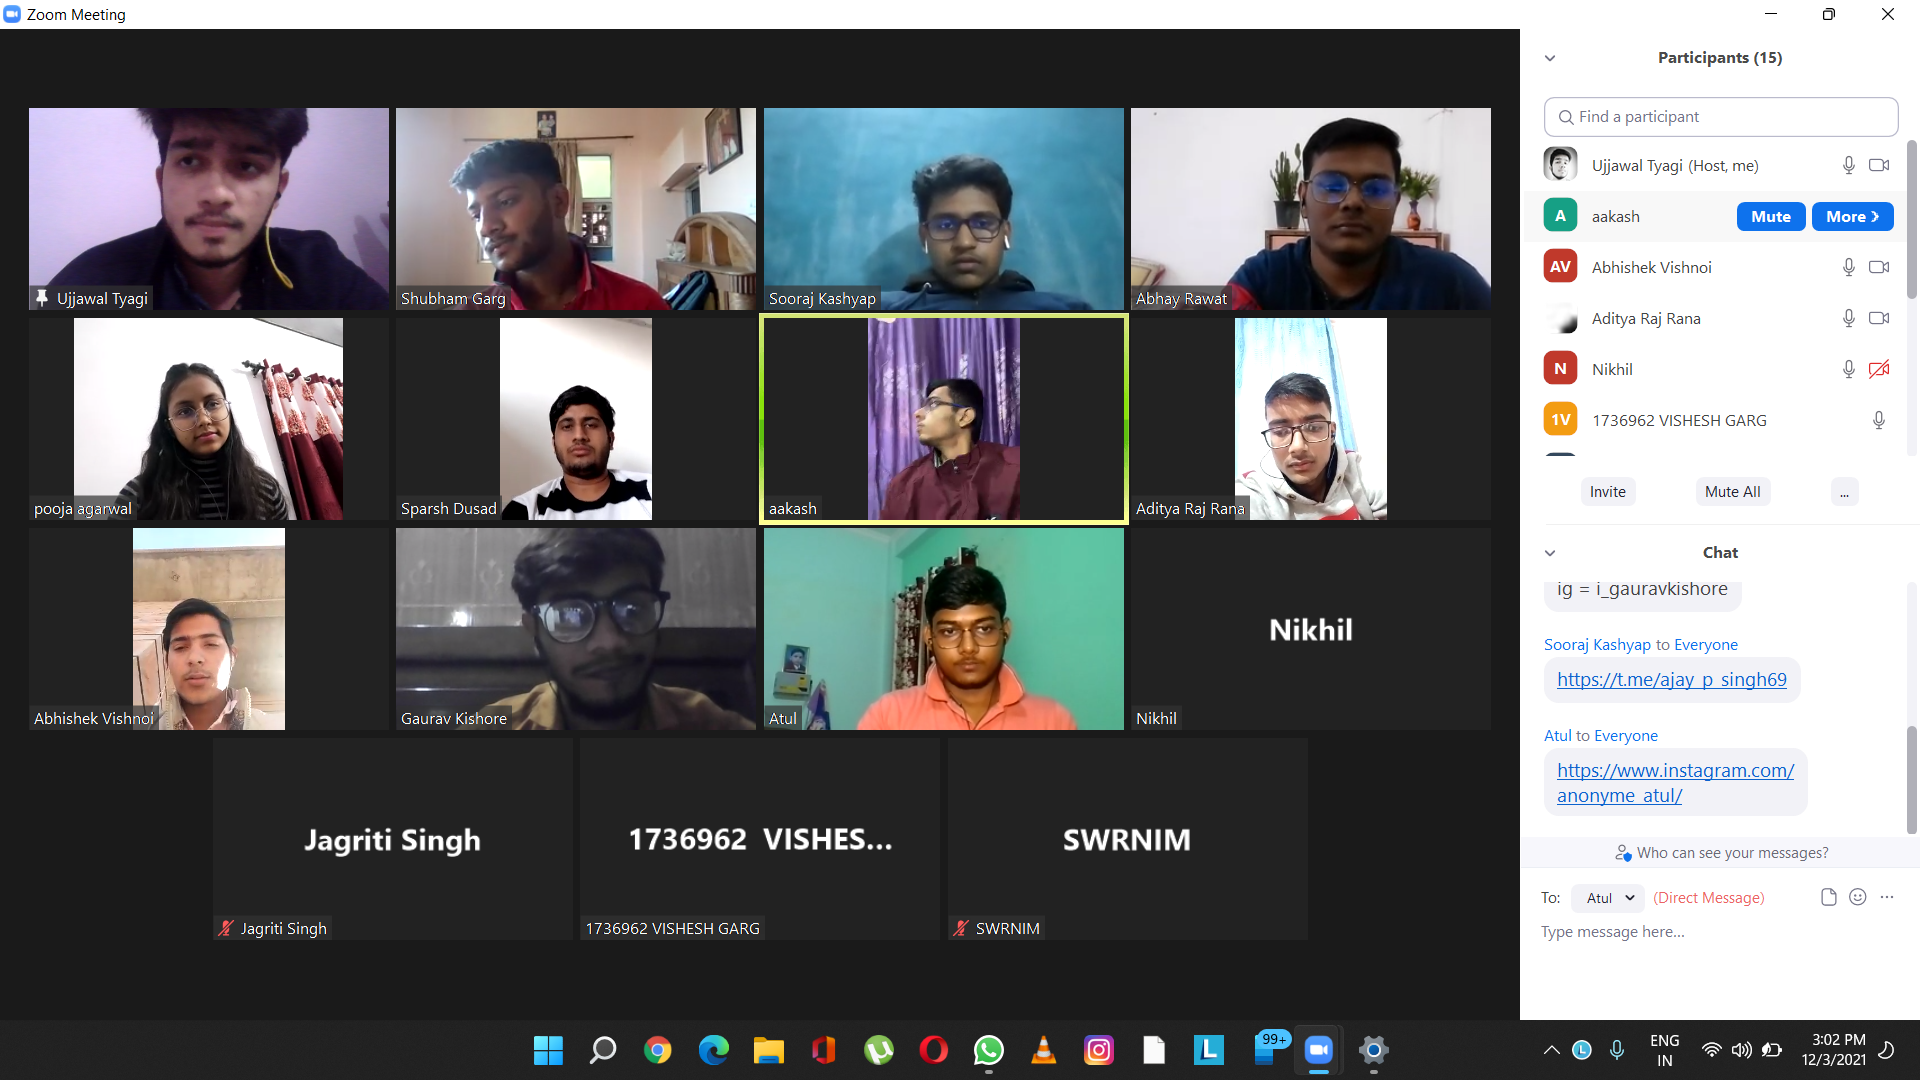 Zoom Meeting
Ujjawal Tyagi
Shubham Garg
Sooraj Kashyap
Abhay Rawat
pooja agarwal
Sparsh Dusad
aakash
Aditya Raj Rana
Abhishek Vishnoi
Gaurav Kishore
Atul
Nikhil
Nikhil
Jagriti Singh
Jagriti Singh
1736962 VISHES...
1736962 VISHESH GARG
SWRNIM
SWRNIM
Participants (15)
Find a participant
Ujjawal Tyagi (Host, me)
A aakash Mute More
AV Abhishek Vishnoi
Aditya Raj Rana
N Nikhil
1V 1736962 VISHESH GARG
Invite Mute All ...
Chat
ig = i_gauravkishore
Sooraj Kashyap to Everyone
https://t.me/ajay_p_singh69
Atul to Everyone
https://www.instagram.com/
anonyme_atul/
Who can see your messages?
To: Atul (Direct Message)
Type message here...
99+
L
L
ENG
IN
3:02 PM
12/3/2021